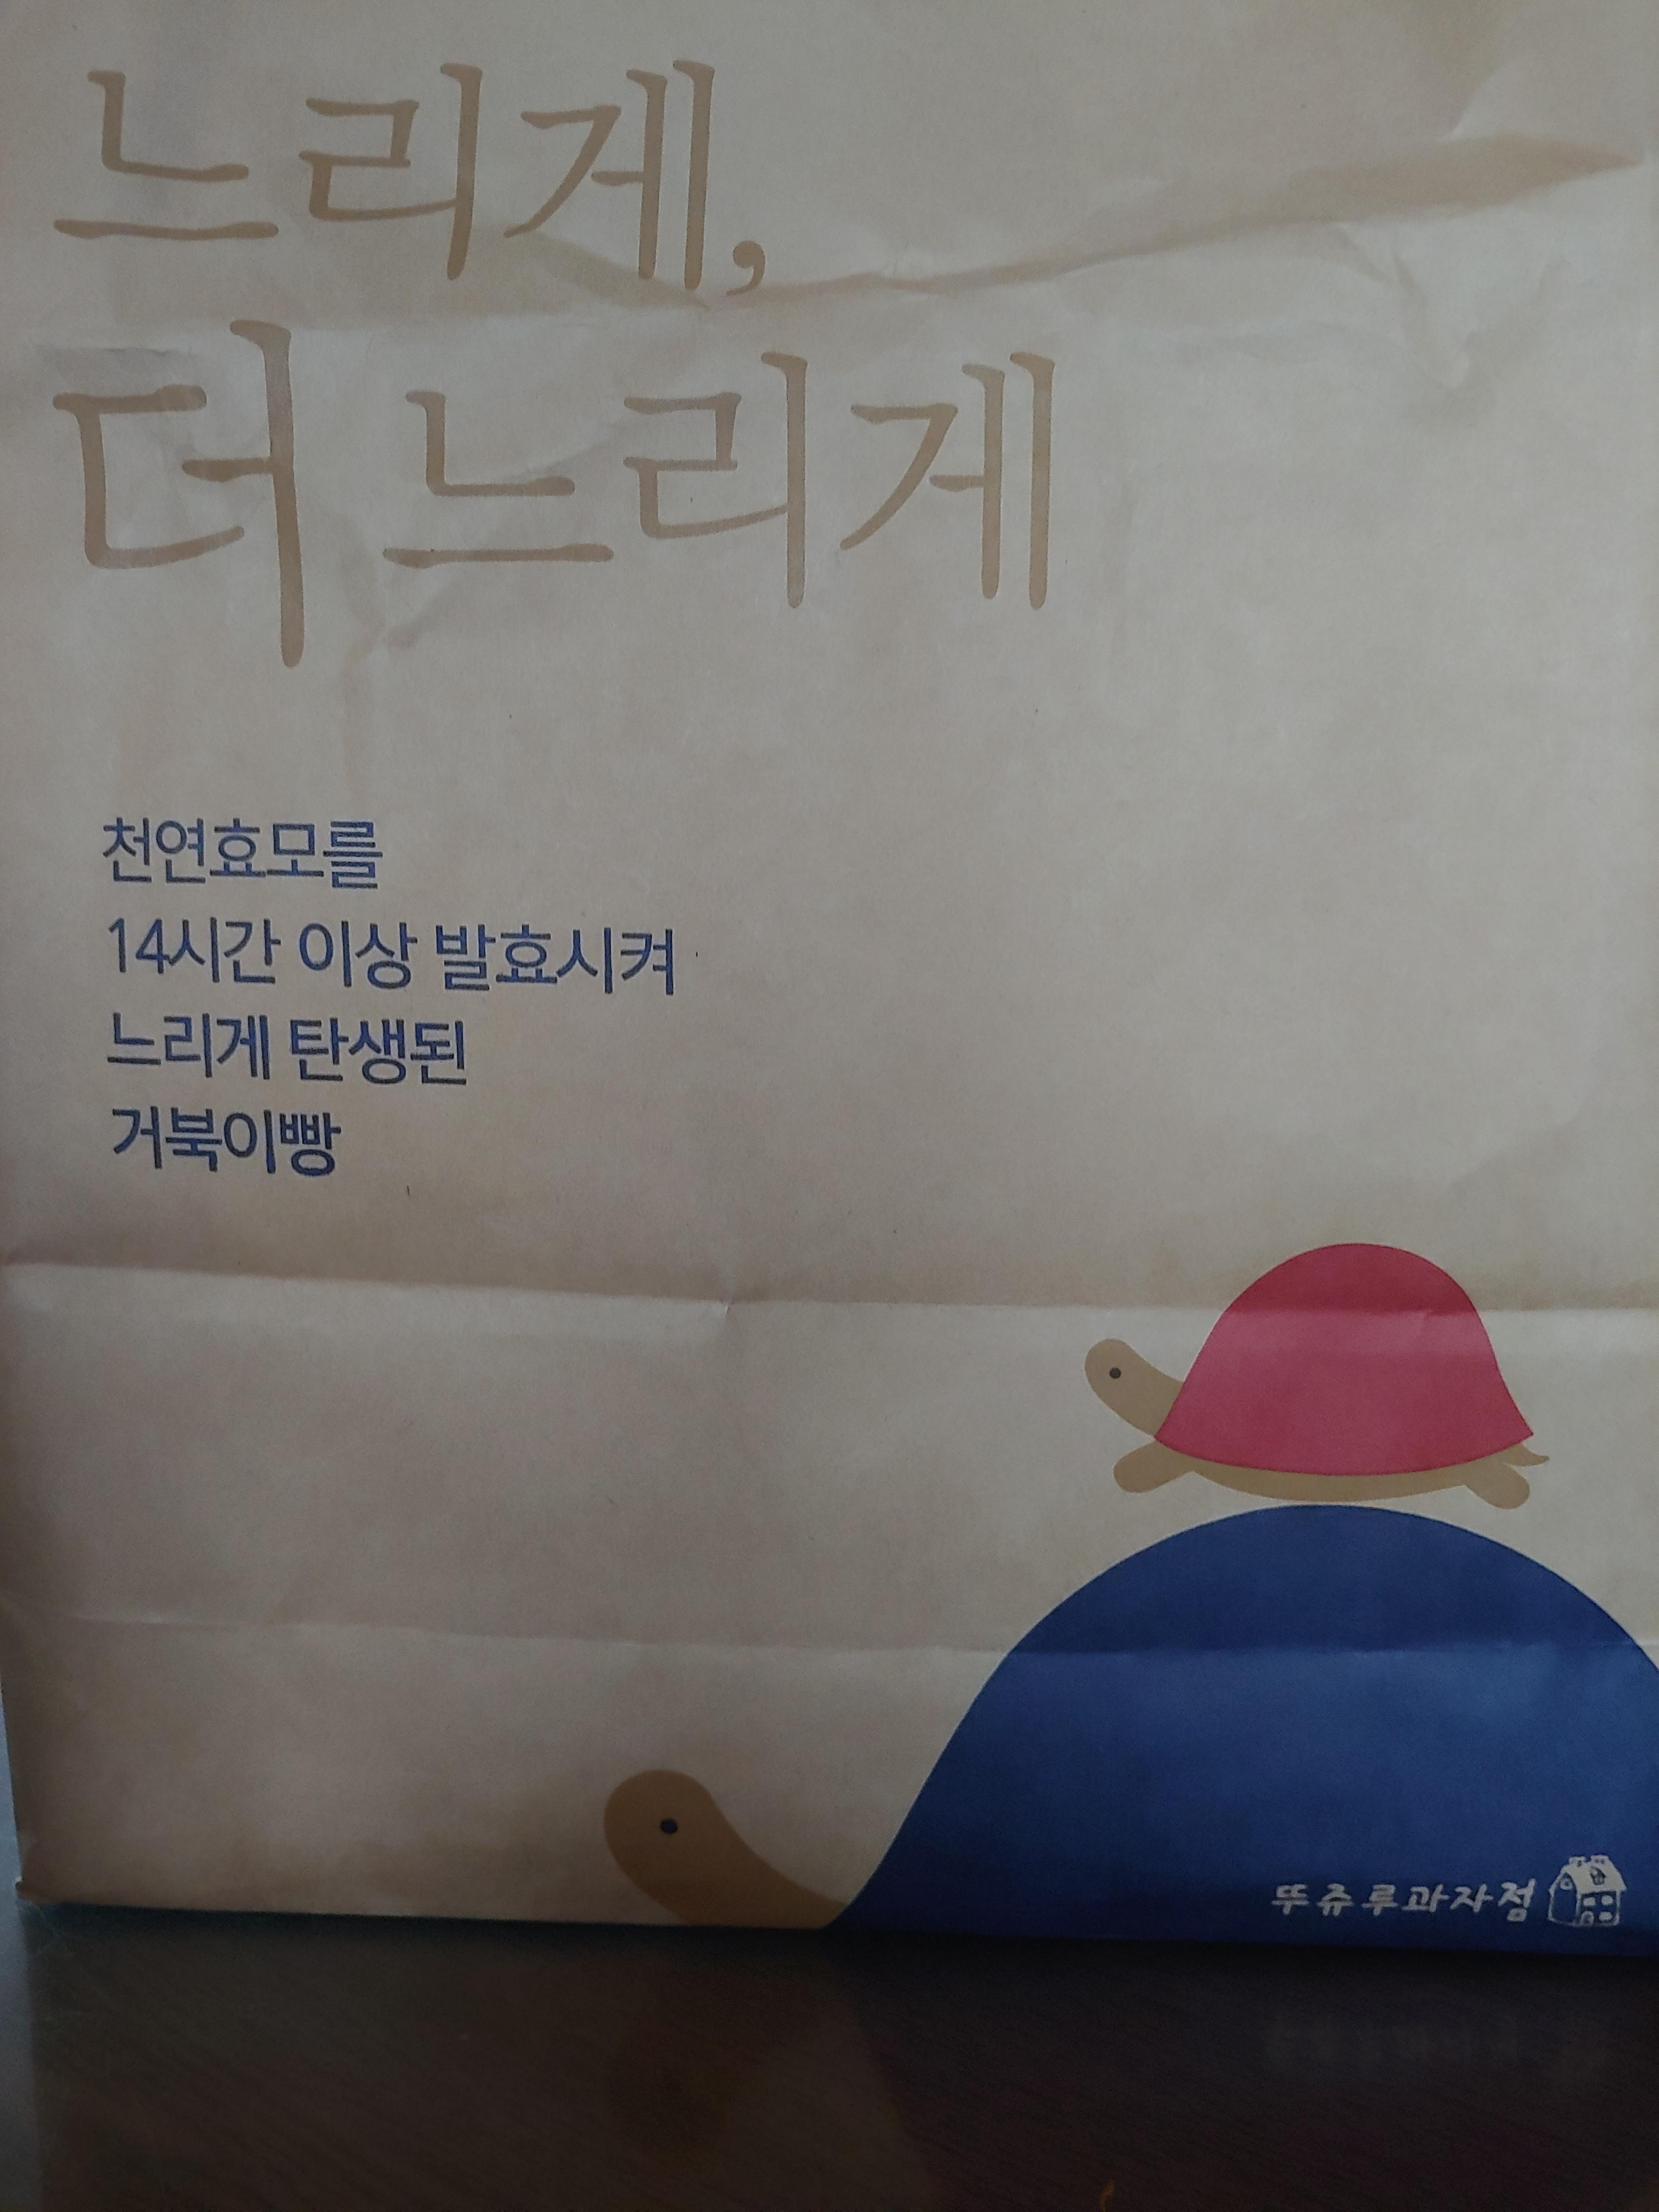 느리게,
더 느리게
천연효모를
14시간 이상 발효시켜
느리게 탄생된
거북이빵
뚜쥬루과자점